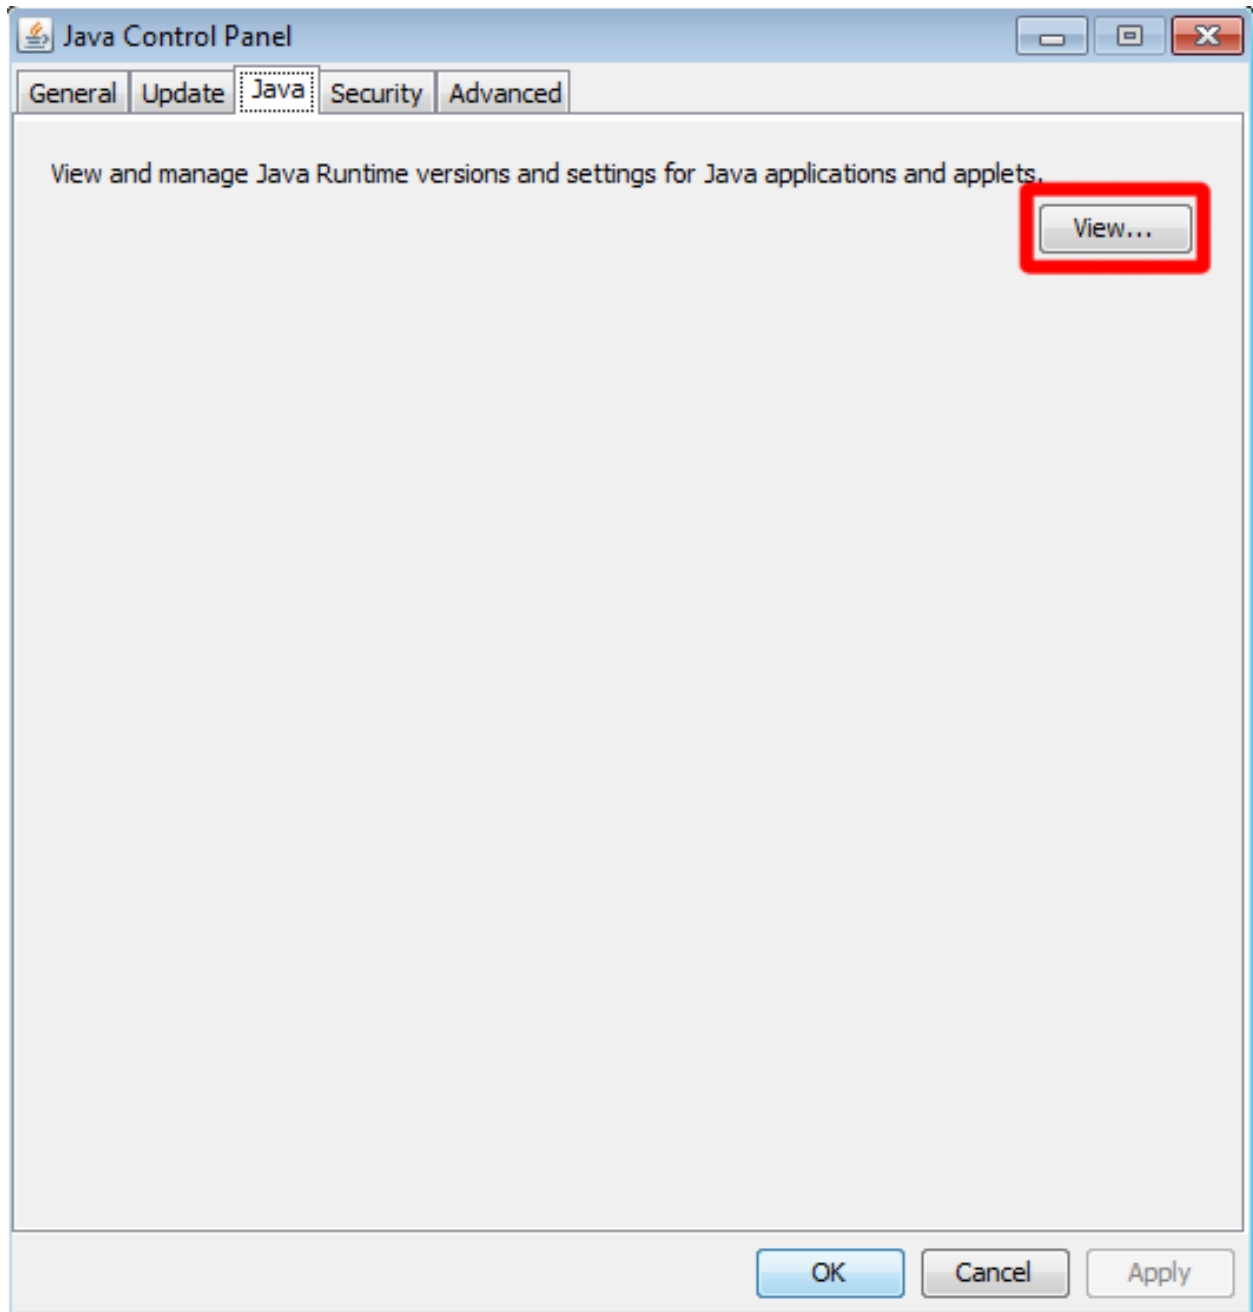 Java Control Panel
General Update Java Security Advanced
View and manage Java Runtime versions and settings for Java applications and applets.
View...
OK Cancel Apply